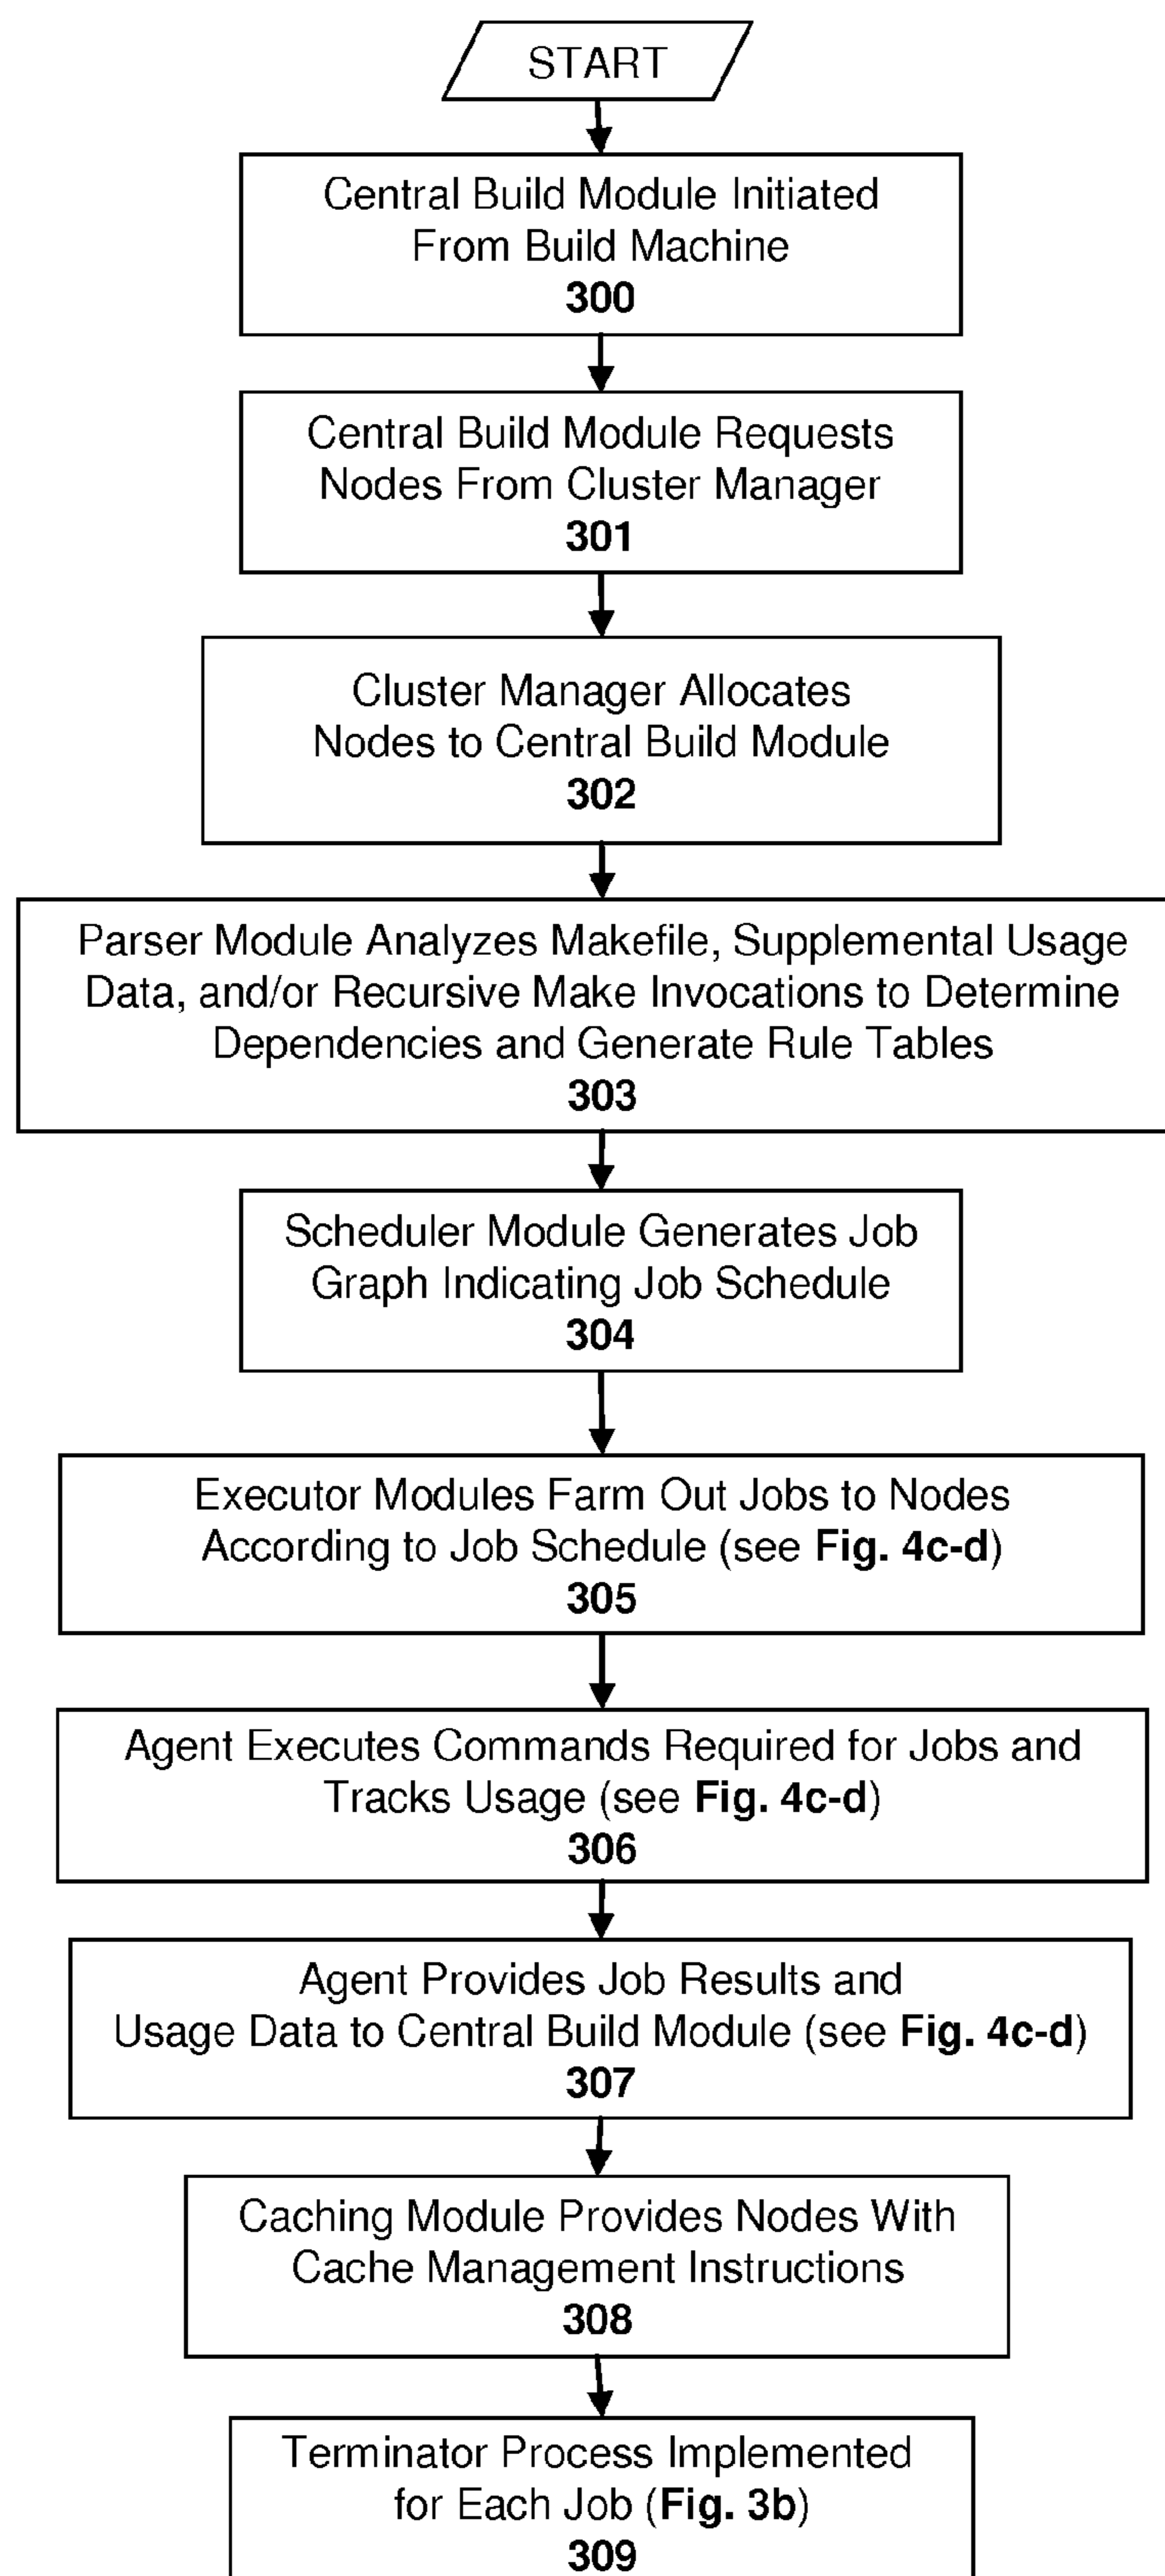 START
Central Build Module Initiated
From Build Machine
300
Central Build Module Requests
Nodes From Cluster Manager
301
Cluster Manager Allocates
Nodes to Central Build Module
302
Parser Module Analyzes Makefile, Supplemental Usage
Data, and/or Recursive Make Invocations to Determine
Dependencies and Generate Rule Tables
303
Scheduler Module Generates Job
Graph Indicating Job Schedule
304
Executor Modules Farm Out Jobs to Nodes
According to Job Schedule (see Fig. 4c-d)
305
Agent Executes Commands Required for Jobs and
Tracks Usage (see Fig. 4c-d)
306
Agent Provides Job Results and
Usage Data to Central Build Module (see Fig. 4c-d)
307
Caching Module Provides Nodes With
Cache Management Instructions
308
Terminator Process Implemented
for Each Job (Fig. 3b)
309